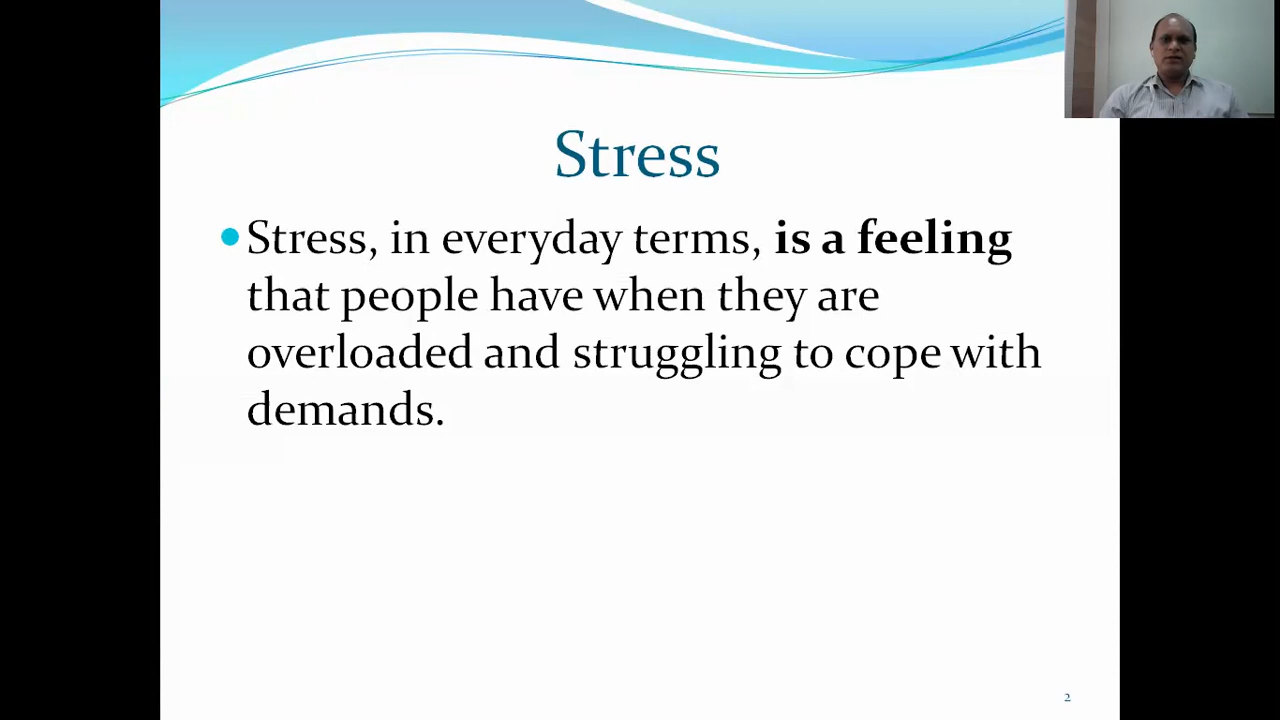 Stress
•Stress, in everyday terms, is a feeling
that people have when they are
overloaded and struggling to cope with
demands.
2